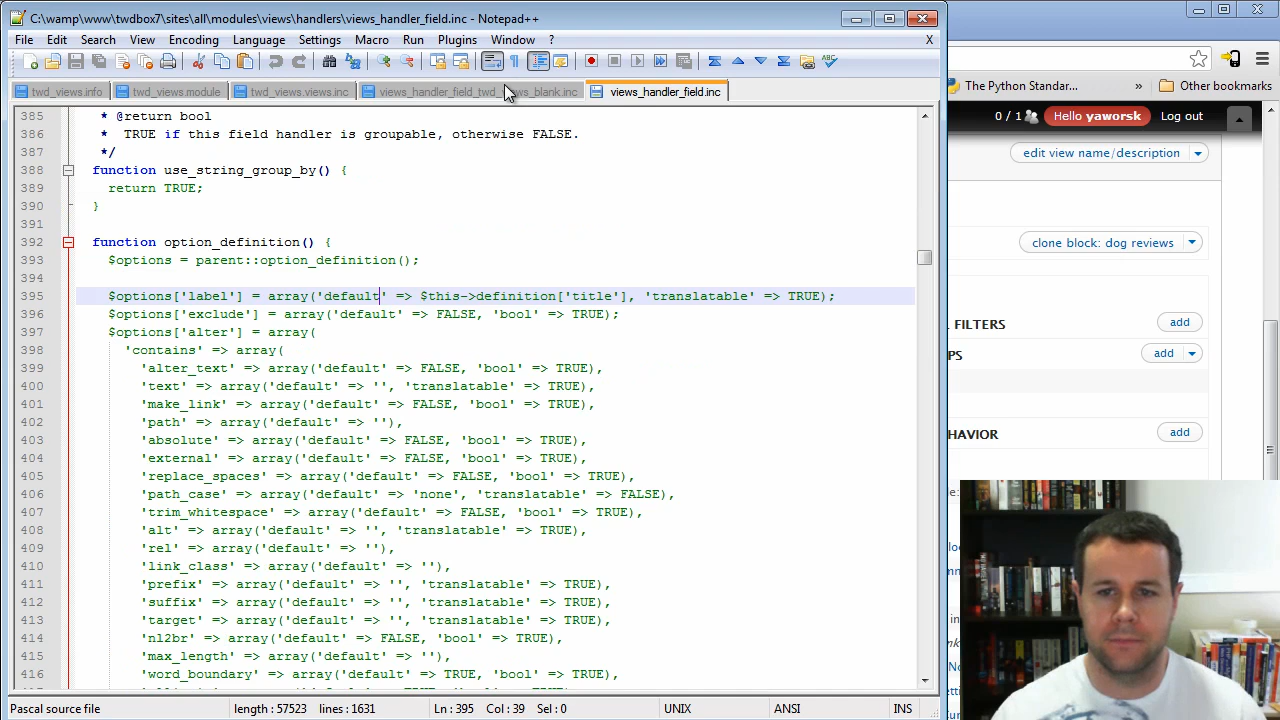 C:\wamp\www\twdbox7\sites\all\modules\views\handlers\views_handler_field.inc - Notepad++
File Edit Search View Encoding Language Settings Macro Run Plugins Window ? X
twd_views.info twd_views.module twd_views.views.inc views_handler_field_twd_views_blank.inc views_handler_field.inc
The Python Standar... » Other bookmarks
0 / 1 Hello yaworsk Log out
edit view name/description
clone block: dog reviews
FILTERS add
PS add
HAVIOR add
385 * @return bool
386 * TRUE if this field handler is groupable, otherwise FALSE.
387 */
388 function use_string_group_by() {
389 return TRUE;
390 }
391
392 function option_definition() {
393 $options = parent::option_definition();
394
395 $options['label'] = array('default' => $this->definition['title'], 'translatable' => TRUE);
396 $options['exclude'] = array('default' => FALSE, 'bool' => TRUE);
397 $options['alter'] = array(
398 'contains' => array(
399 'alter_text' => array('default' => FALSE, 'bool' => TRUE),
400 'text' => array('default' => '', 'translatable' => TRUE),
401 'make_link' => array('default' => FALSE, 'bool' => TRUE),
402 'path' => array('default' => ''),
403 'absolute' => array('default' => FALSE, 'bool' => TRUE),
404 'external' => array('default' => FALSE, 'bool' => TRUE),
405 'replace_spaces' => array('default' => FALSE, 'bool' => TRUE),
406 'path_case' => array('default' => 'none', 'translatable' => FALSE),
407 'trim_whitespace' => array('default' => FALSE, 'bool' => TRUE),
408 'alt' => array('default' => '', 'translatable' => TRUE),
409 'rel' => array('default' => ''),
410 'link_class' => array('default' => ''),
411 'prefix' => array('default' => '', 'translatable' => TRUE),
412 'suffix' => array('default' => '', 'translatable' => TRUE),
413 'target' => array('default' => '', 'translatable' => TRUE),
414 'nl2br' => array('default' => FALSE, 'bool' => TRUE),
415 'max_length' => array('default' => ''),
416 'word_boundary' => array('default' => TRUE, 'bool' => TRUE),
Pascal source file length : 57523 lines : 1631 Ln : 395 Col : 39 Sel : 0 UNIX ANSI INS